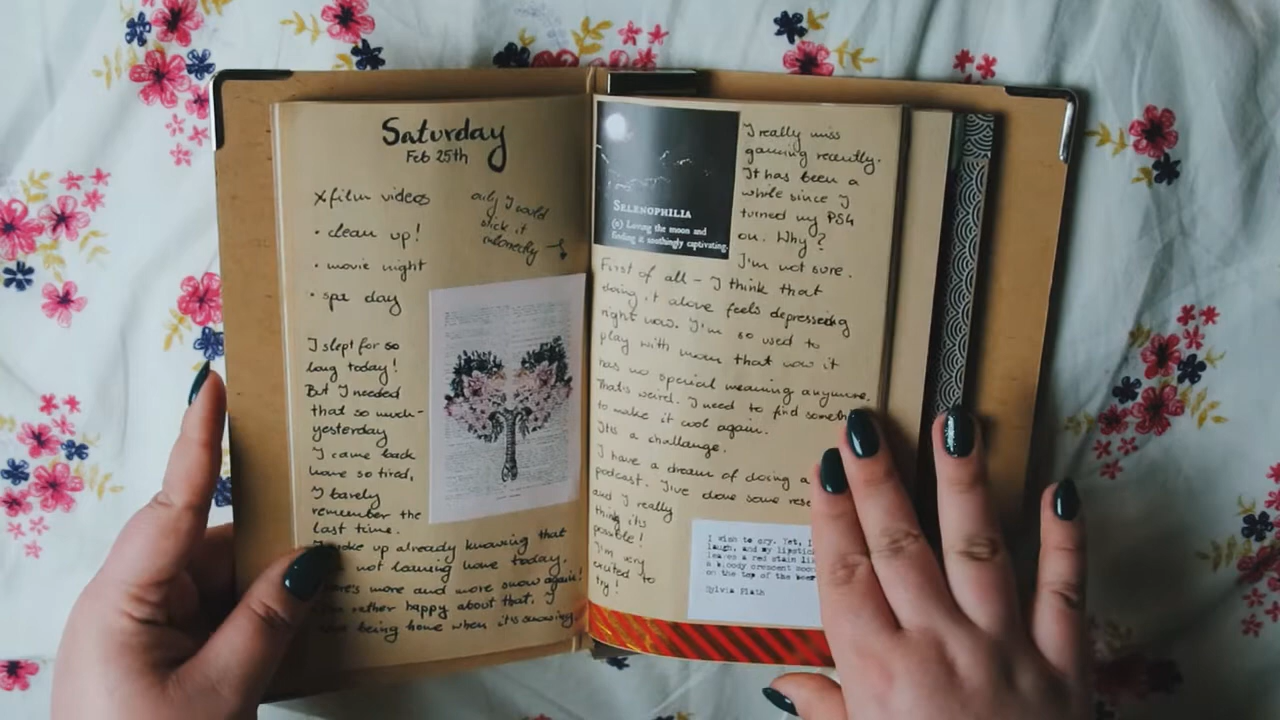 Saturday
Feb 25th
x film videos
• clean up!
• movie night
• spa day
only I would
stick it
I slept for so
long today!
But I needed
that so much-
yesterday
I came back
home so tired,
I barely
remember the
last time.
woke up already knowing that
not leaving home today.
more and more snow again!
rather happy about that, I
being home when it's snowing.
SELENOPHILIA
(n) Loving the moon and
finding it soothingly captivating.
I really miss
gaming recently.
It has been a
while since I
turned my PS4
on. Why?
I'm not sure.
First of all - I think that
doing it alone feels depressing
right now. I'm so used to
play with mom that now it
has no special meaning anymore.
That's weird. I need to find
to make it cool again.
It's a challange.
I have a dream of doing a
podcast. I've done some
and I really
think its
possible!
I'm very
excited to
try!
I wish to cry. Yet, I
laugh, and my lipstick
leaves a red stain
a bloody crescent moon
on the top of the beer
Sylvia Plath